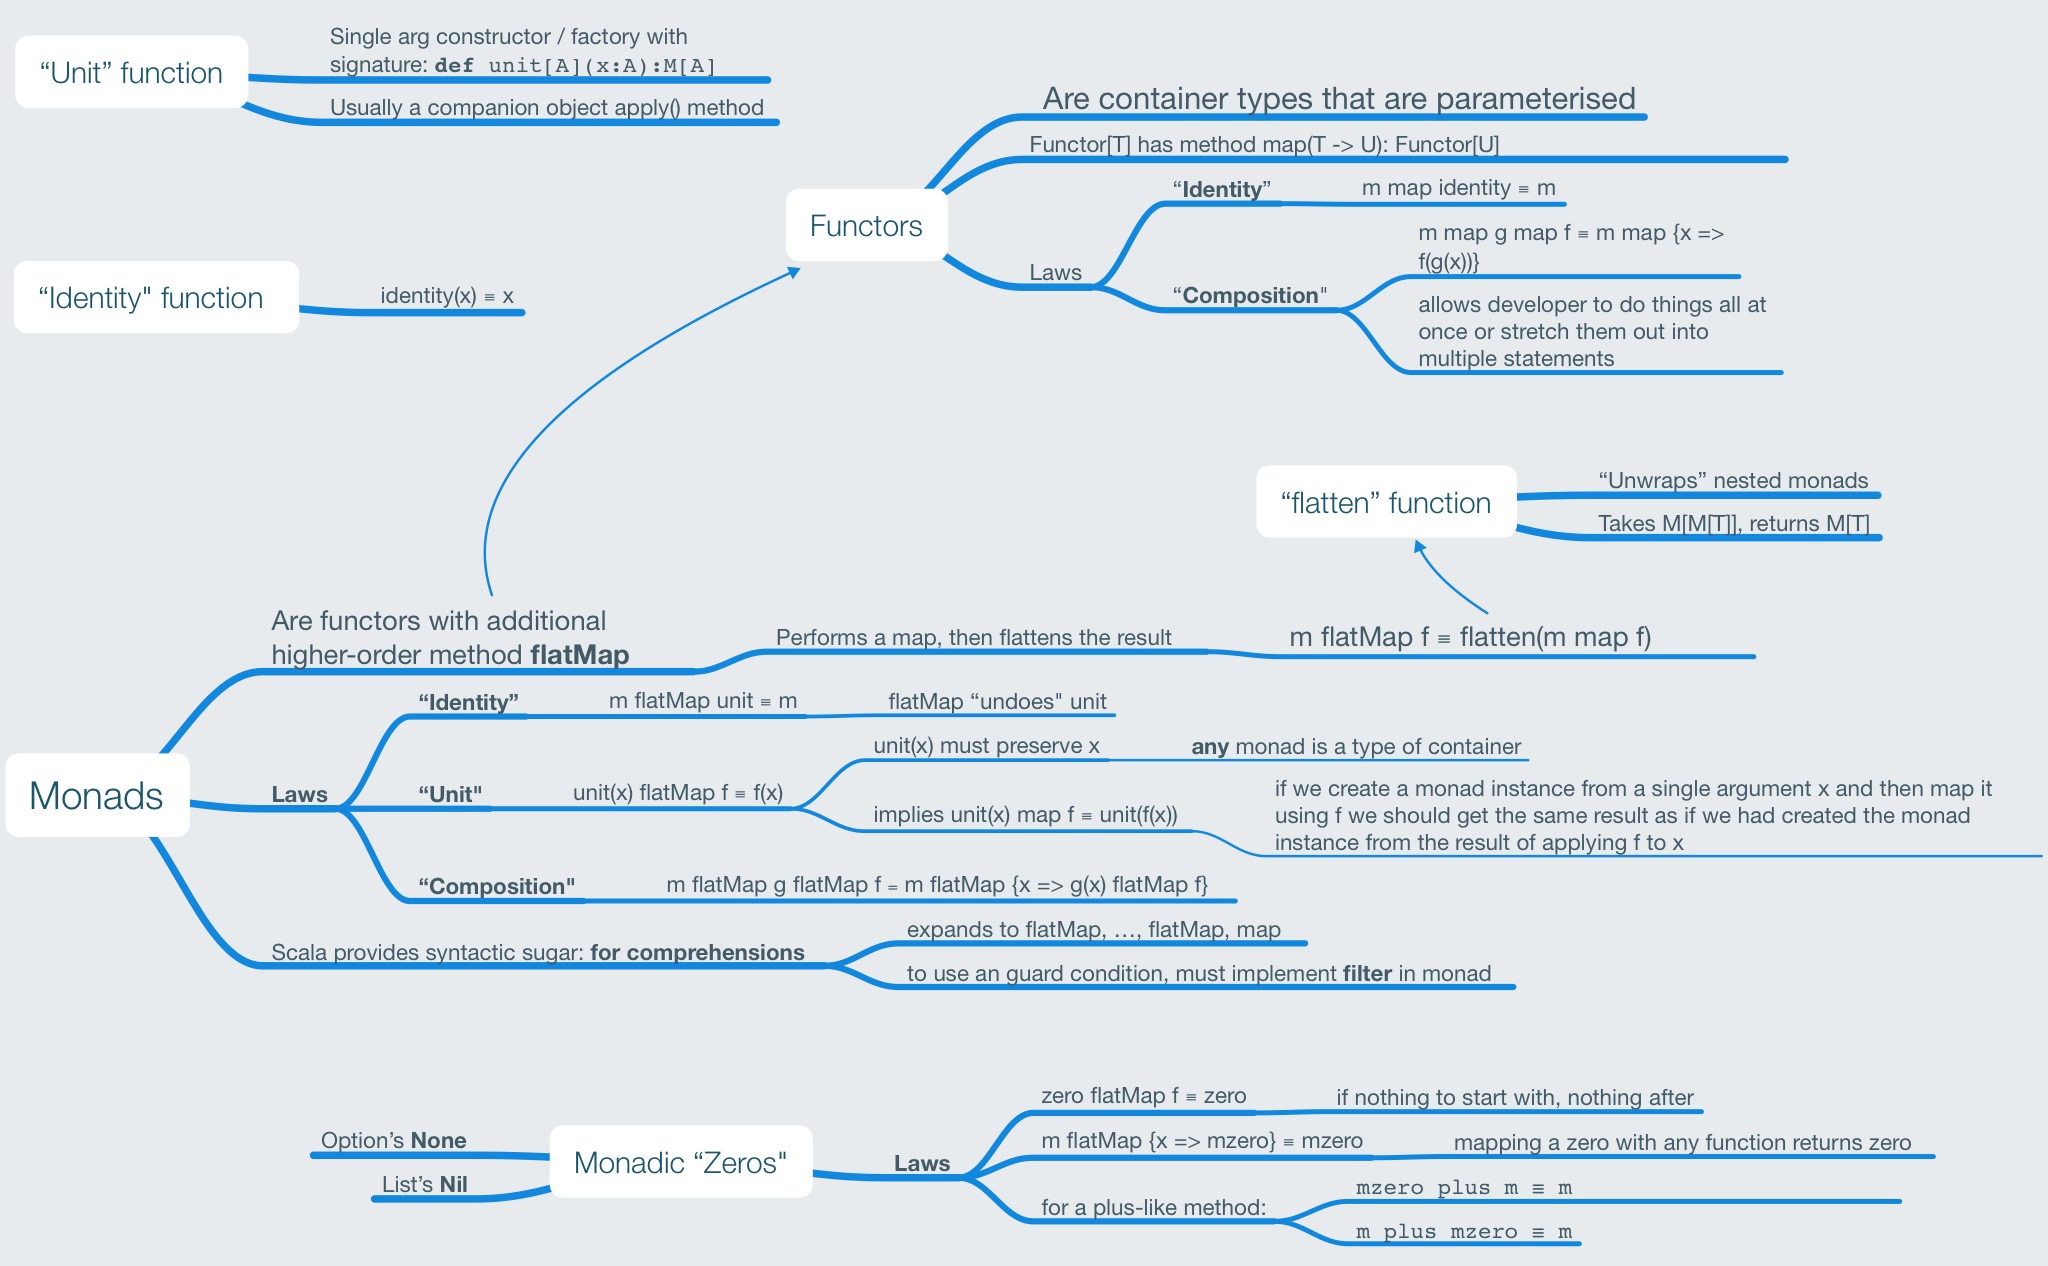 “Unit” function
Single arg constructor / factory with
signature: def unit[A](x:A):M[A]
Usually a companion object apply() method
“Identity" function
identity(x) ≡ x
Functors
Are container types that are parameterised
Functor[T] has method map(T -> U): Functor[U]
Laws
“Identity”
m map identity ≡ m
“Composition"
m map g map f ≡ m map {x =>
f(g(x))}
allows developer to do things all at
once or stretch them out into
multiple statements
“flatten” function
“Unwraps” nested monads
Takes M[M[T]], returns M[T]
Monads
Are functors with additional
higher-order method flatMap
Performs a map, then flattens the result
m flatMap f ≡ flatten(m map f)
Laws
“Identity”
m flatMap unit ≡ m
flatMap “undoes" unit
“Unit"
unit(x) flatMap f ≡ f(x)
unit(x) must preserve x
any monad is a type of container
implies unit(x) map f ≡ unit(f(x))
if we create a monad instance from a single argument x and then map it
using f we should get the same result as if we had created the monad
instance from the result of applying f to x
“Composition"
m flatMap g flatMap f = m flatMap {x => g(x) flatMap f}
Scala provides syntactic sugar: for comprehensions
expands to flatMap, …, flatMap, map
to use an guard condition, must implement filter in monad
Monadic “Zeros"
Option’s None
List’s Nil
Laws
zero flatMap f ≡ zero
if nothing to start with, nothing after
m flatMap {x => mzero} ≡ mzero
mapping a zero with any function returns zero
for a plus-like method:
mzero plus m ≡ m
m plus mzero ≡ m